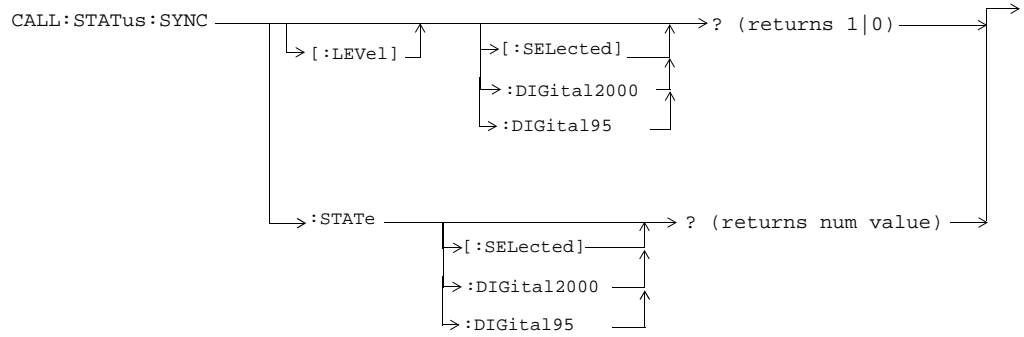 CALL:STATus:SYNC
? (returns 1|0)
[:LEVel]
[:SELected]
:DIGital2000
:DIGital95
:STATe
? (returns num value)
[:SELected]
:DIGital2000
:DIGital95